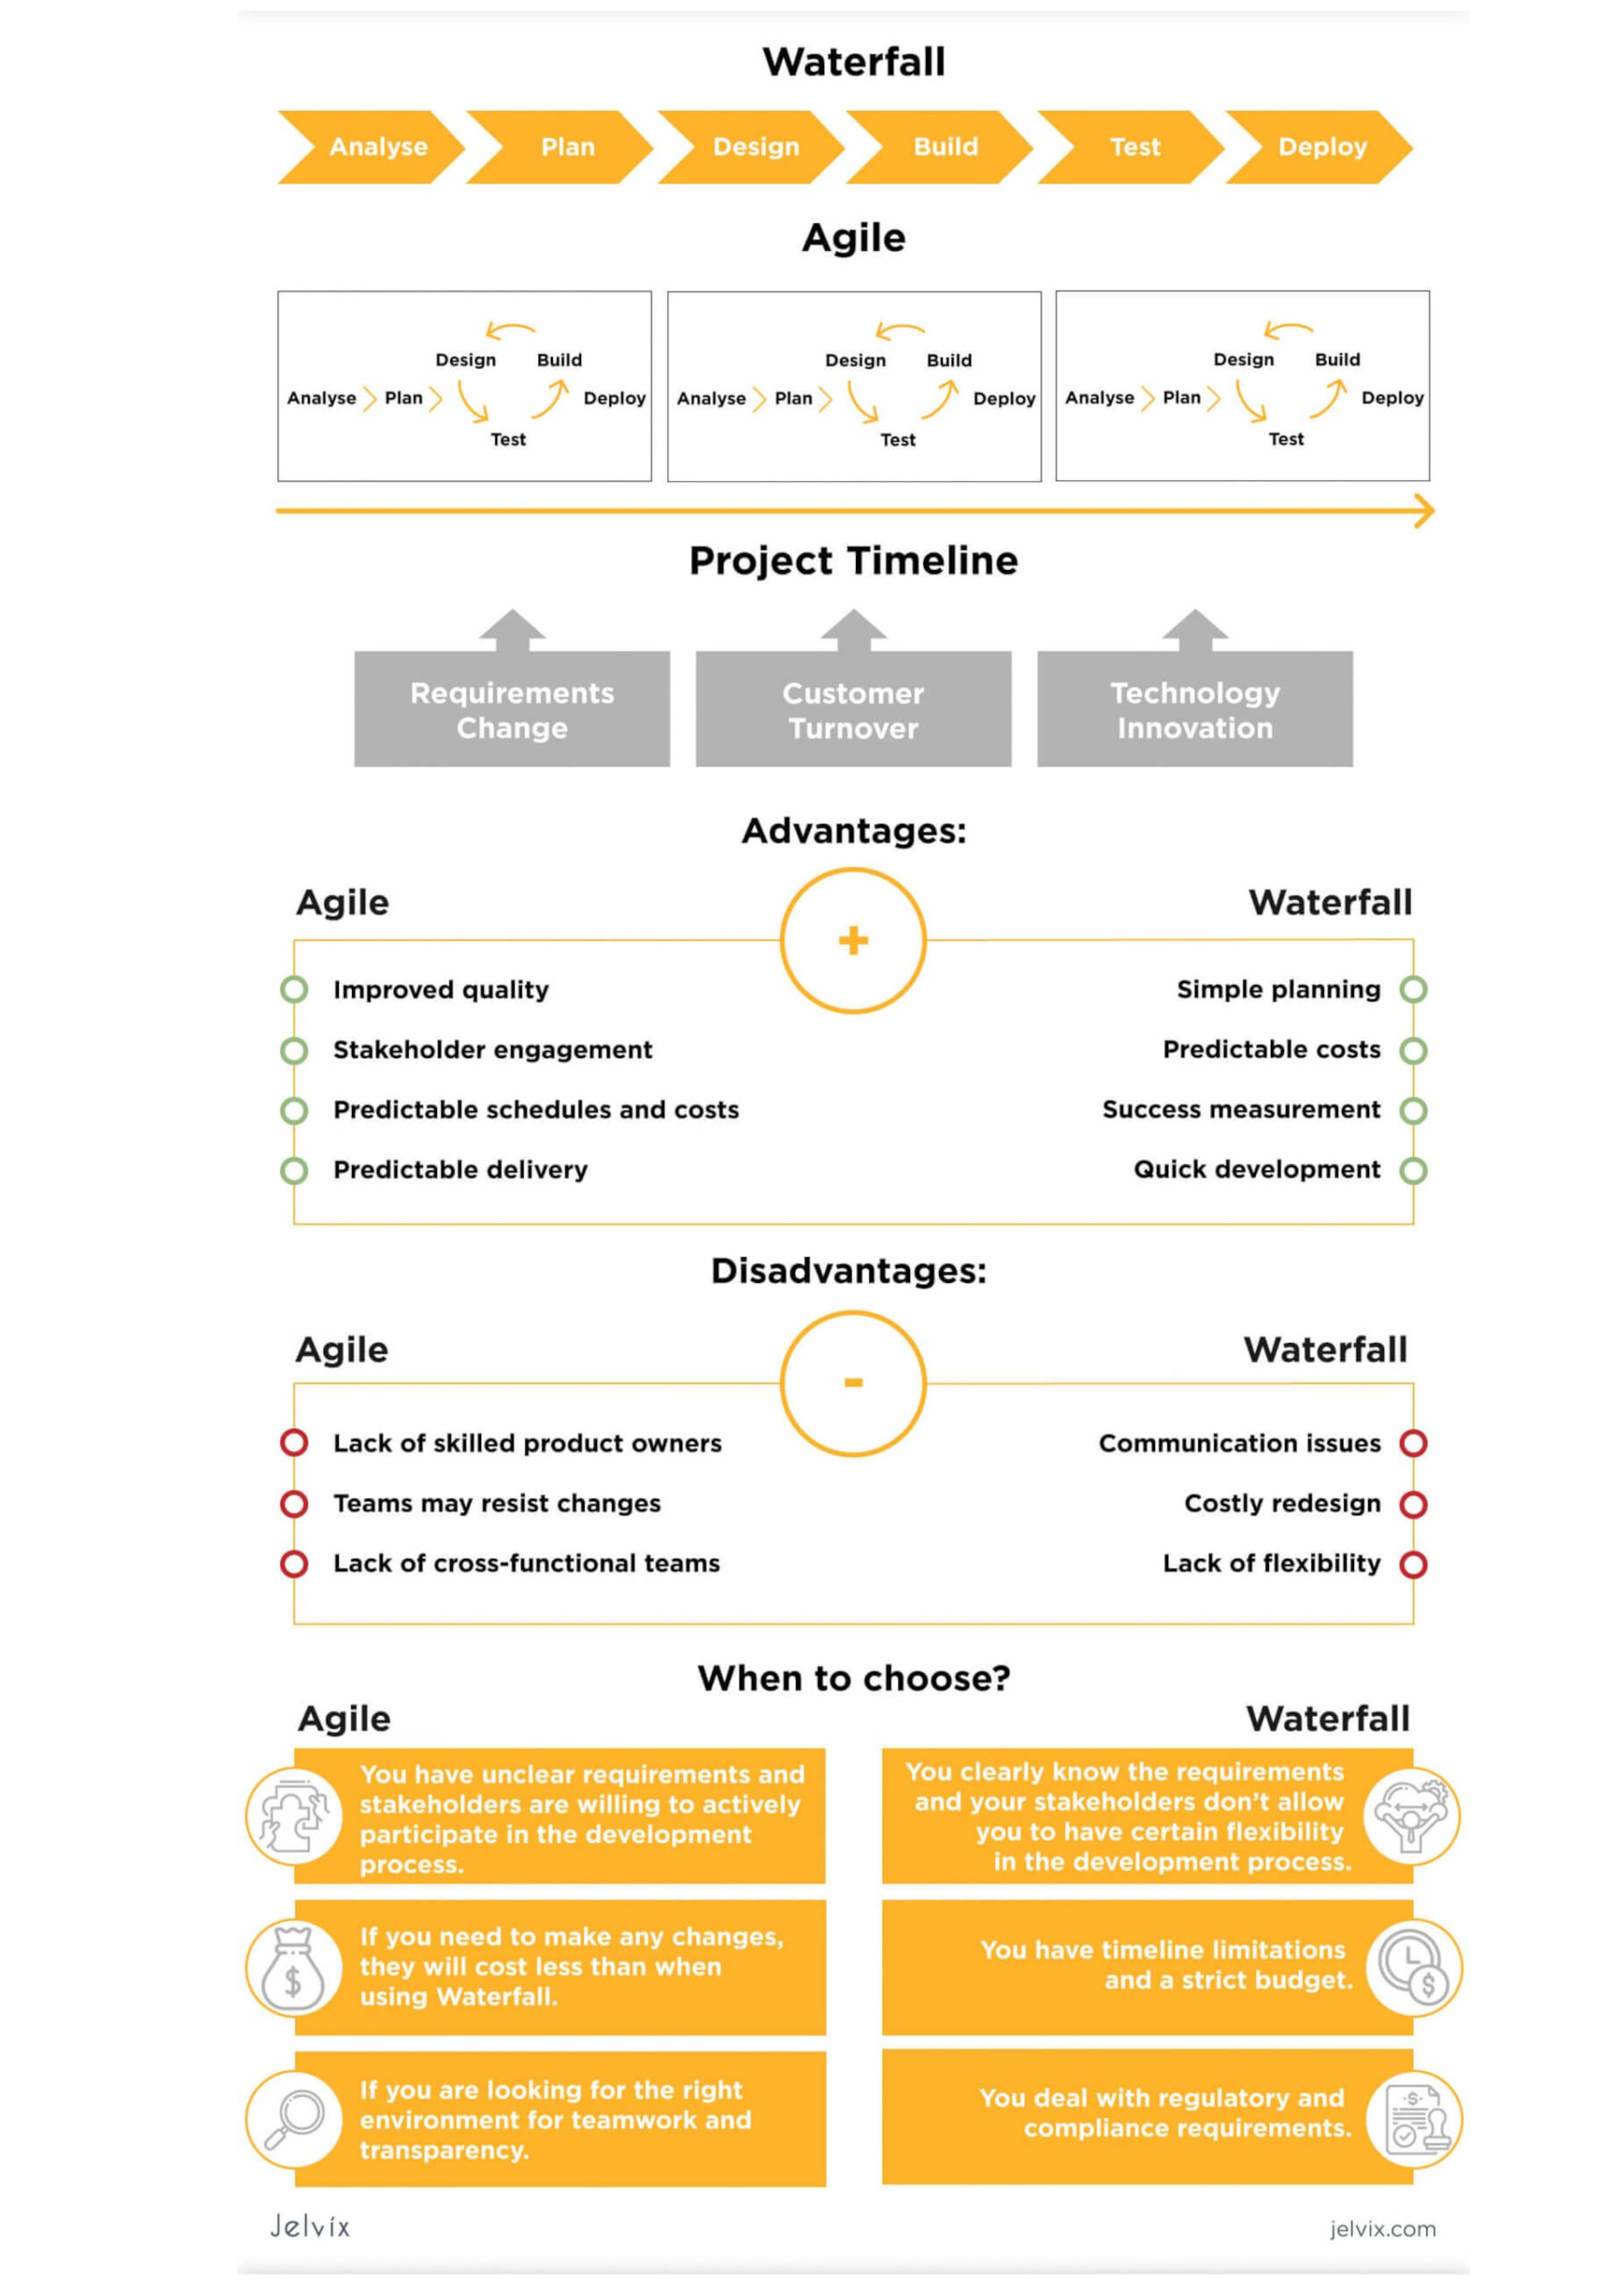 Waterfall
Analyse Plan Design Build Test Deploy
Agile
Design Build
Analyse Plan Deploy
Test
Design Build
Analyse Plan Deploy
Test
Design Build
Analyse Plan Deploy
Test
Project Timeline
Requirements
Change
Customer
Turnover
Technology
Innovation
Advantages:
Agile
Waterfall
+
Improved quality
Stakeholder engagement
Predictable schedules and costs
Predictable delivery
Simple planning
Predictable costs
Success measurement
Quick development
Disadvantages:
Agile
Waterfall
-
Lack of skilled product owners
Teams may resist changes
Lack of cross-functional teams
Communication issues
Costly redesign
Lack of flexibility
When to choose?
Agile
You have unclear requirements and
stakeholders are willing to actively
participate in the development
process.
$
If you need to make any changes,
they will cost less than when
using Waterfall.
If you are looking for the right
environment for teamwork and
transparency.
Waterfall
You clearly know the requirements
and your stakeholders don't allow
you to have certain flexibility
in the development process.
You have timeline limitations
and a strict budget.
$
You deal with regulatory and
compliance requirements.
$
Jelvix
jelvix.com